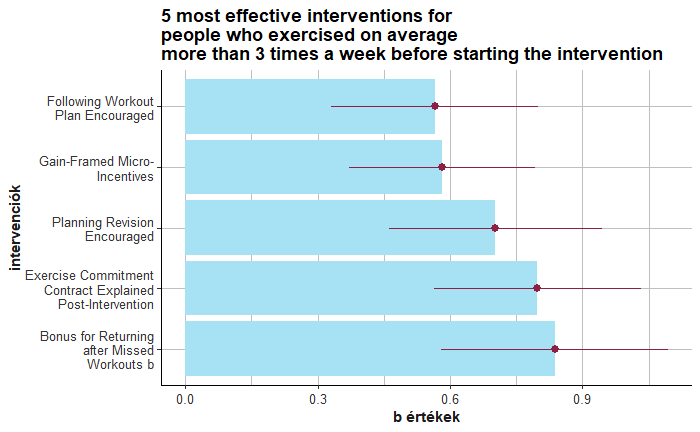 5 most effective interventions for
people who exercised on average
more than 3 times a week before starting the intervention
intervenciók
Following Workout
Plan Encouraged
Gain-Framed Micro-
Incentives
Planning Revision
Encouraged
Exercise Commitment
Contract Explained
Post-Intervention
Bonus for Returning
after Missed
Workouts b
0.0 0.3 0.6 0.9
b értékek